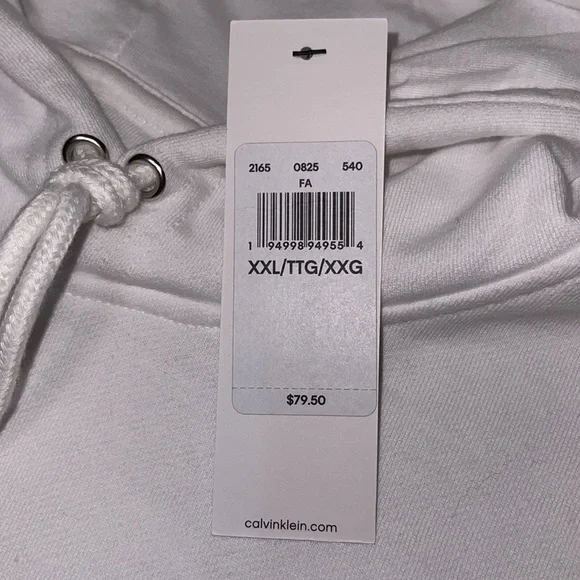 2165 0825 540
FA
1 94998 94955 4
XXL/TTG/XXG
$79.50
calvinklein.com